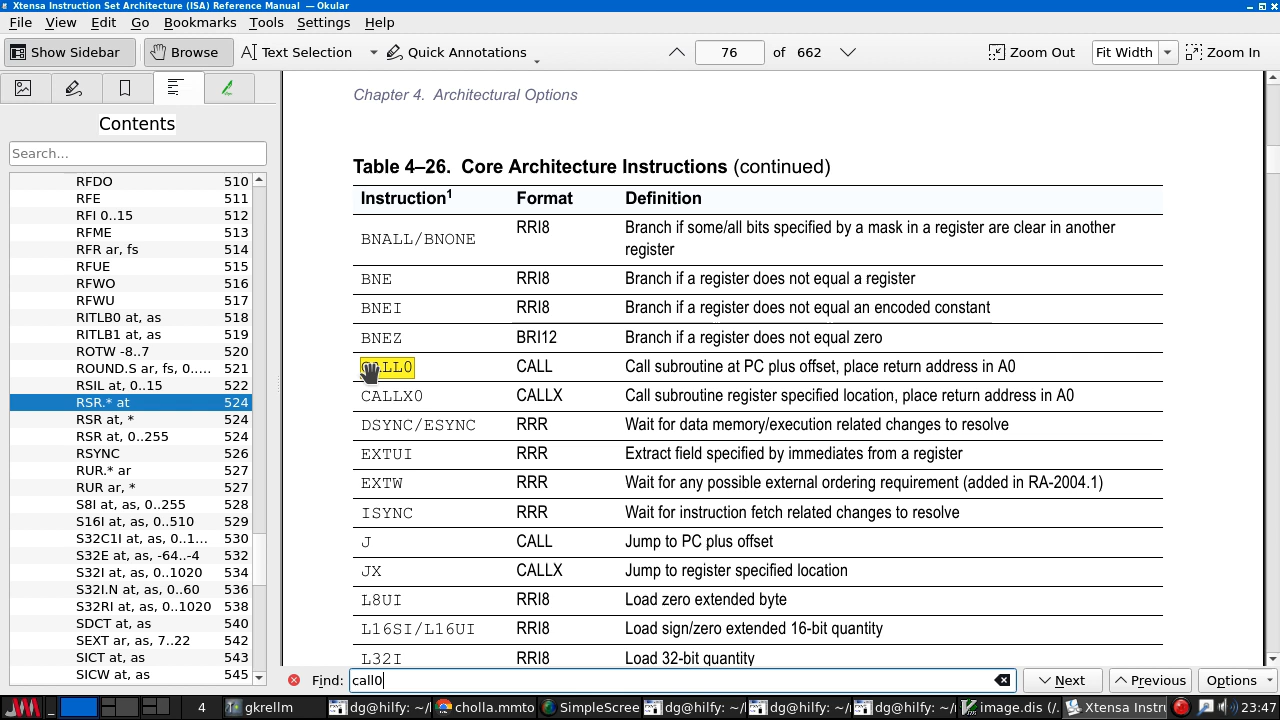 Xtensa Instruction Set Architecture (ISA) Reference Manual — Okular
File View Edit Go Bookmarks Tools Settings Help
Show Sidebar Browse Text Selection Quick Annotations 76 of 662 Zoom Out Fit Width Zoom In
Contents
Search...
RFDO 510
RFE 511
RFI 0..15 512
RFME 513
RFR ar, fs 514
RFUE 515
RFWO 516
RFWU 517
RITLB0 at, as 518
RITLB1 at, as 519
ROTW -8..7 520
ROUND.S ar, fs, 0..... 521
RSIL at, 0..15 522
RSR.* at 524
RSR at, * 524
RSR at, 0..255 524
RSYNC 526
RUR.* ar 527
RUR ar, * 527
S8I at, as, 0..255 528
S16I at, as, 0..510 529
S32C1I at, as, 0..1... 530
S32E at, as, -64..-4 532
S32I at, as, 0..1020 534
S32I.N at, as, 0..60 536
S32RI at, as, 0..1020 538
SDCT at, as 540
SEXT ar, as, 7..22 542
SICT at, as 543
SICW at, as 545
Chapter 4. Architectural Options
Table 4–26. Core Architecture Instructions (continued)
Instruction1 Format Definition
BNALL/BNONE RRI8 Branch if some/all bits specified by a mask in a register are clear in another
register
BNE RRI8 Branch if a register does not equal a register
BNEI RRI8 Branch if a register does not equal an encoded constant
BNEZ BRI12 Branch if a register does not equal zero
CALL0 CALL Call subroutine at PC plus offset, place return address in A0
CALLX0 CALLX Call subroutine register specified location, place return address in A0
DSYNC/ESYNC RRR Wait for data memory/execution related changes to resolve
EXTUI RRR Extract field specified by immediates from a register
EXTW RRR Wait for any possible external ordering requirement (added in RA-2004.1)
ISYNC RRR Wait for instruction fetch related changes to resolve
J CALL Jump to PC plus offset
JX CALLX Jump to register specified location
L8UI RRI8 Load zero extended byte
L16SI/L16UI RRI8 Load sign/zero extended 16-bit quantity
L32I RRI8 Load 32-bit quantity
Find: call0 Next Previous Options
4 gkrellm dg@hilfy: ~/ cholla.mmto SimpleScree dg@hilfy: ~/ dg@hilfy: ~/ dg@hilfy: ~/ image.dis (/ Xtensa Instr 23:47